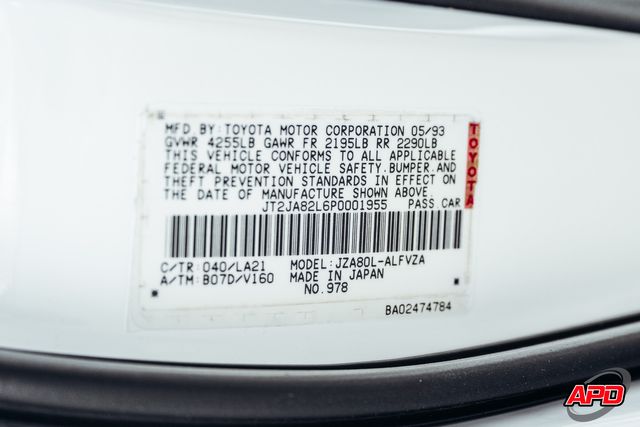 MFD. BY: TOYOTA MOTOR CORPORATION 05/93
GVWR 4255LB GAWR FR 2195LB RR 2290LB
THIS VEHICLE CONFORMS TO ALL APPLICABLE
FEDERAL MOTOR VEHICLE SAFETY, BUMPER, AND
THEFT PREVENTION STANDARDS IN EFFECT ON
THE DATE OF MANUFACTURE SHOWN ABOVE.
JT2JA82L6P0001955 PASS. CAR
TOYOTA
C/TR: 040/LA21 MODEL: JZA80L-ALFVZA
A/TM: B07D/V160 MADE IN JAPAN
NO. 978
BA02474784
APD